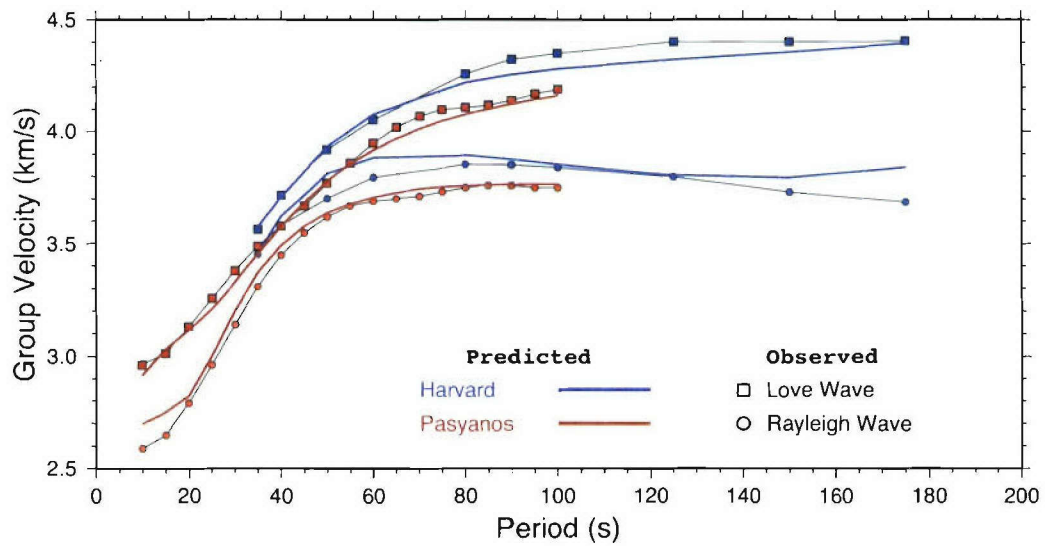 4.5
4.0
3.5
3.0
2.5
Group Velocity (km/s)
Predicted Observed
Harvard Love Wave
Pasyanos Rayleigh Wave
0 20 40 60 80 100 120 140 160 180 200
Period (s)